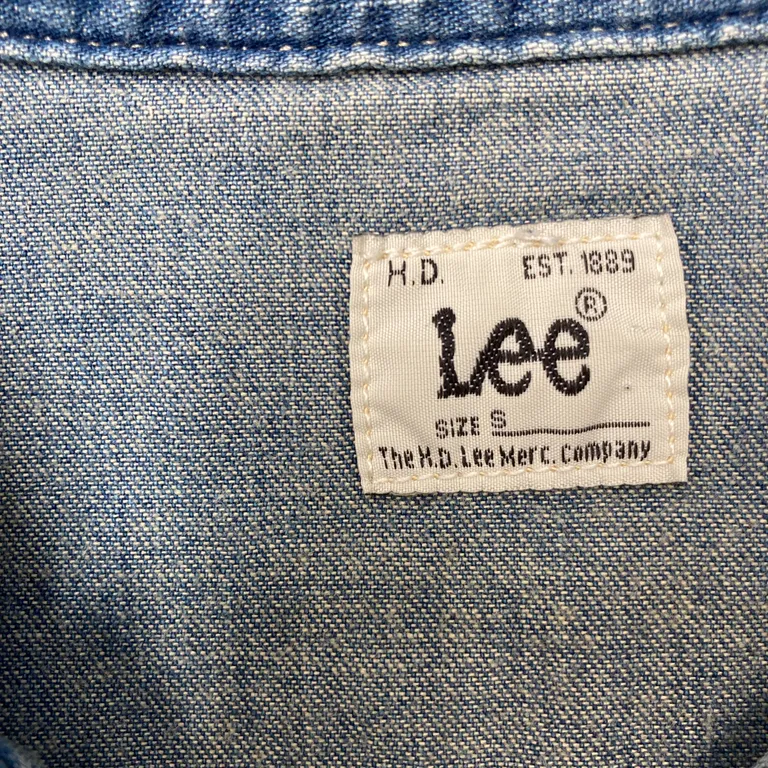 H.D. EST. 1889
Lee®
SIZE S
The H.D. Lee Merc. Company